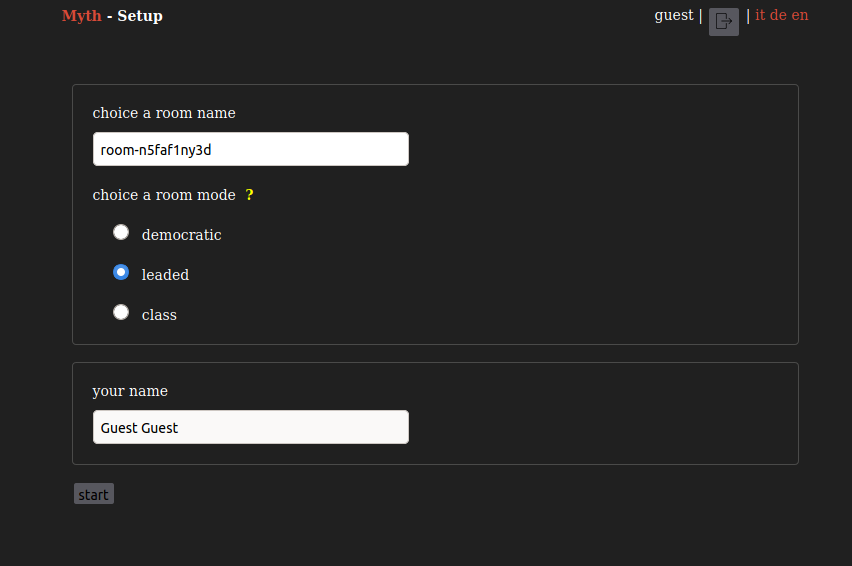 Myth - Setup
guest | | it de en
choice a room name
room-n5faf1ny3d
choice a room mode ?
democratic
leaded
class
your name
Guest Guest
start